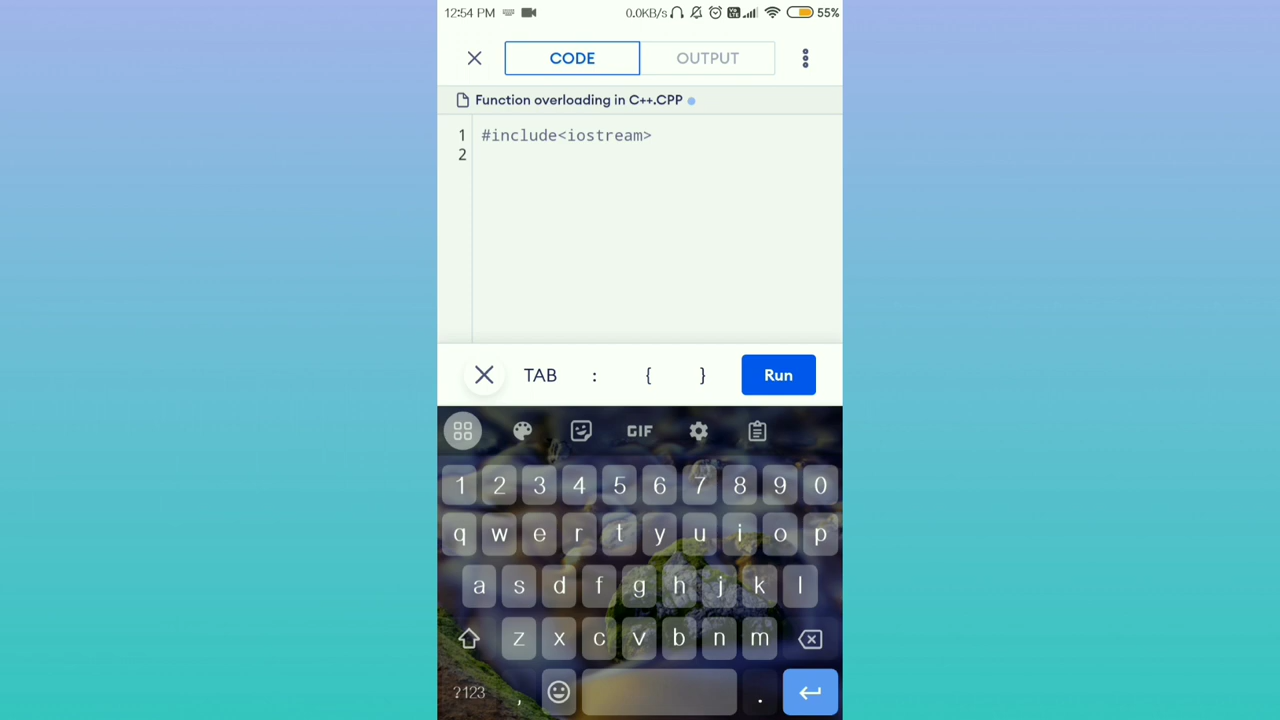 12:54 PM 0.0KB/s 55%
CODE OUTPUT
Function overloading in C++.CPP
1 #include<iostream>
2
TAB : { } Run
GIF
1 2 3 4 5 6 7 8 9 0
q w e r t y u i o p
a s d f g h j k l
z x c v b n m
?123 , .